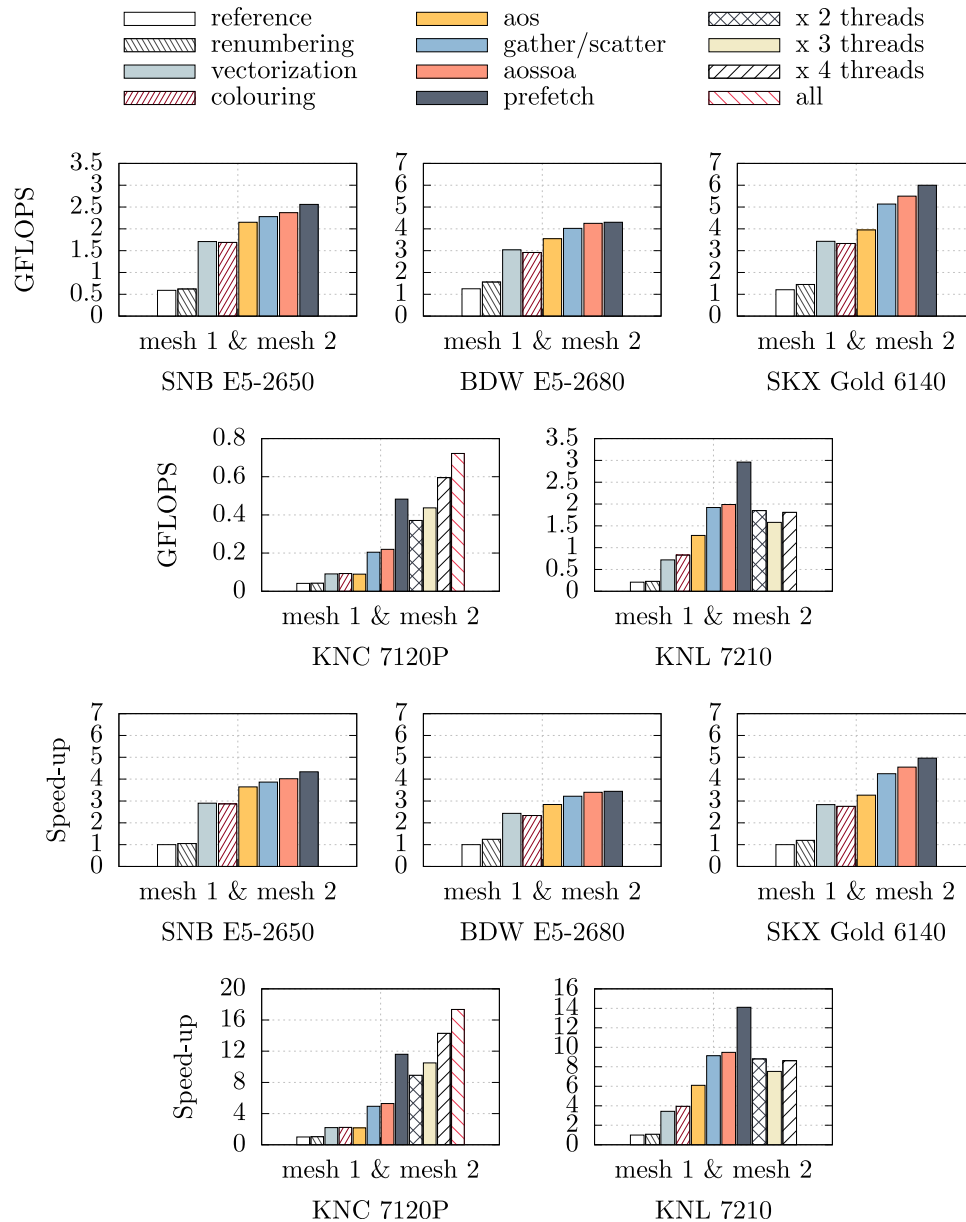 reference
renumbering
vectorization
colouring
aos
gather/scatter
aossoa
prefetch
x 2 threads
x 3 threads
x 4 threads
all
GFLOPS
3.5
3
2.5
2
1.5
1
0.5
0
mesh 1 & mesh 2
SNB E5-2650
7
6
5
4
3
2
1
0
mesh 1 & mesh 2
BDW E5-2680
7
6
5
4
3
2
1
0
mesh 1 & mesh 2
SKX Gold 6140
GFLOPS
0.8
0.6
0.4
0.2
0
mesh 1 & mesh 2
KNC 7120P
3.5
3
2.5
2
1.5
1
0.5
0
mesh 1 & mesh 2
KNL 7210
Speed-up
7
6
5
4
3
2
1
0
mesh 1 & mesh 2
SNB E5-2650
7
6
5
4
3
2
1
0
mesh 1 & mesh 2
BDW E5-2680
7
6
5
4
3
2
1
0
mesh 1 & mesh 2
SKX Gold 6140
Speed-up
20
16
12
8
4
0
mesh 1 & mesh 2
KNC 7120P
16
14
12
10
8
6
4
2
0
mesh 1 & mesh 2
KNL 7210